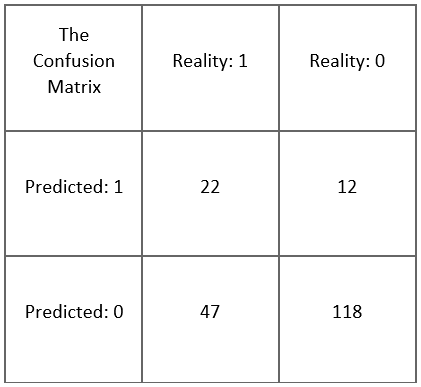 The
Confusion
Matrix
Reality: 1
Reality: 0
Predicted: 1
22
12
Predicted: 0
47
118